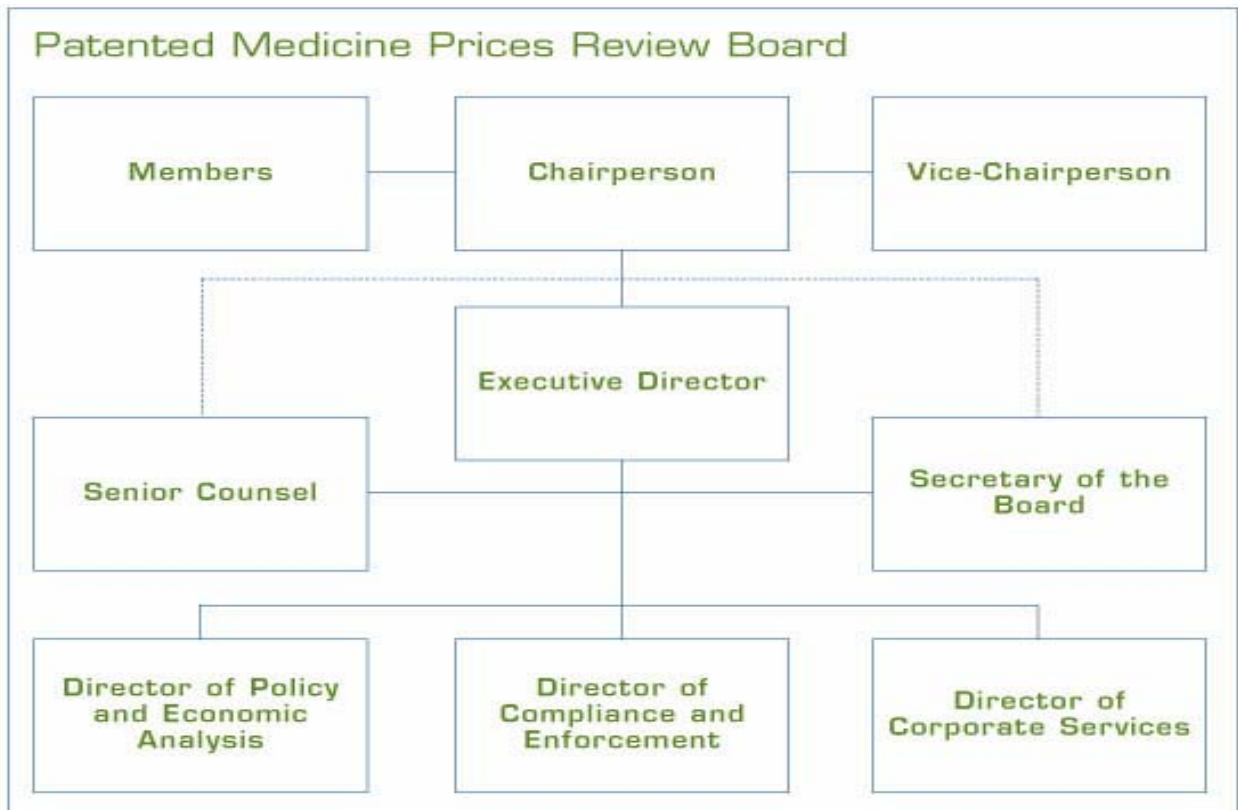 Patented Medicine Prices Review Board
Members
Chairperson
Vice-Chairperson
Executive Director
Senior Counsel
Secretary of the
Board
Director of Policy
and Economic
Analysis
Director of
Compliance and
Enforcement
Director of
Corporate Services